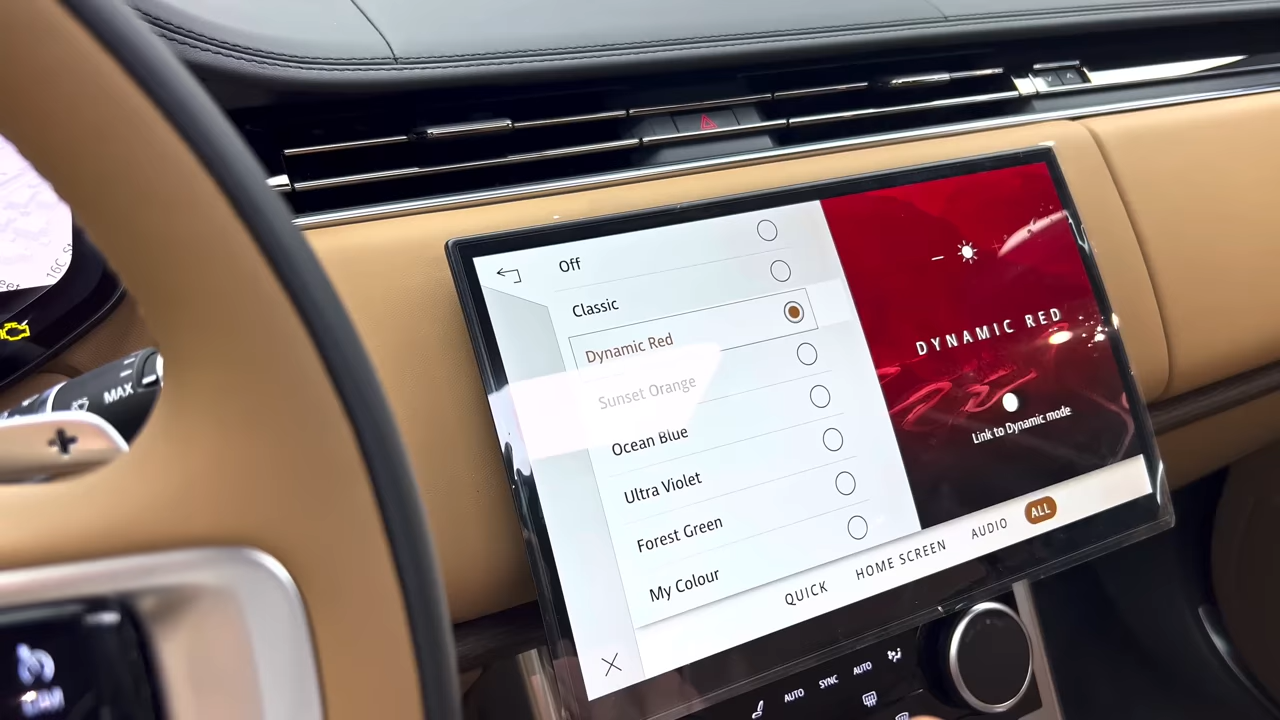 16C
MAX
Off
Classic
Dynamic Red
Sunset Orange
Ocean Blue
Ultra Violet
Forest Green
My Colour
DYNAMIC RED
Link to Dynamic mode
QUICK
HOME SCREEN
AUDIO
ALL
AUTO
SYNC
AUTO